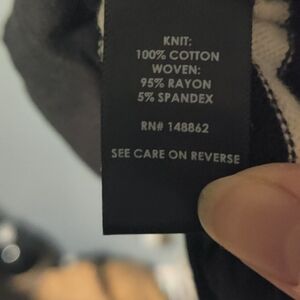 KNIT:
100% COTTON
WOVEN:
95% RAYON
5% SPANDEX
RN# 148862
SEE CARE ON REVERSE